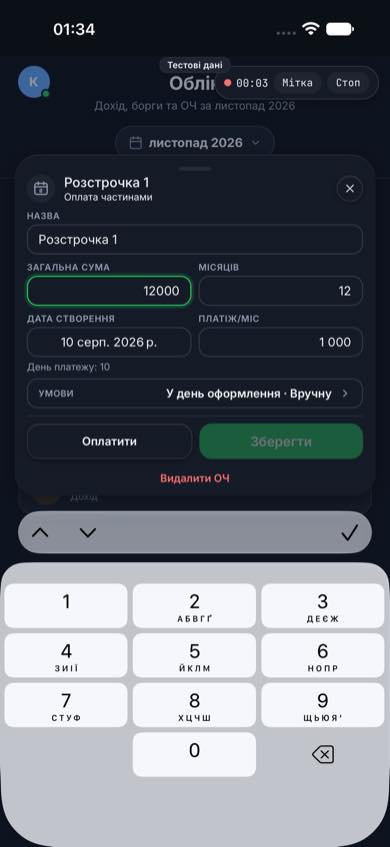 01:34
Тестові дані
К
00:03 Мітка Стоп
Дохід, борги та ОЧ за листопад 2026
листопад 2026
Розстрочка 1
Оплата частинами
НАЗВА
Розстрочка 1
ЗАГАЛЬНА СУМА МІСЯЦІВ
12000 12
ДАТА СТВОРЕННЯ ПЛАТІЖ/МІС
10 серп. 2026 р. 1 000
День платежу: 10
УМОВИ У день оформлення · Вручну
Оплатити Зберегти
Видалити ОЧ
Дохід
1 2 3
АБВГҐ ДЕЄЖ
4 5 6
ЗИІЇ ЙКЛМ НОПР
7 8 9
СТУФ ХЦЧШ ЩЬЮЯ'
0